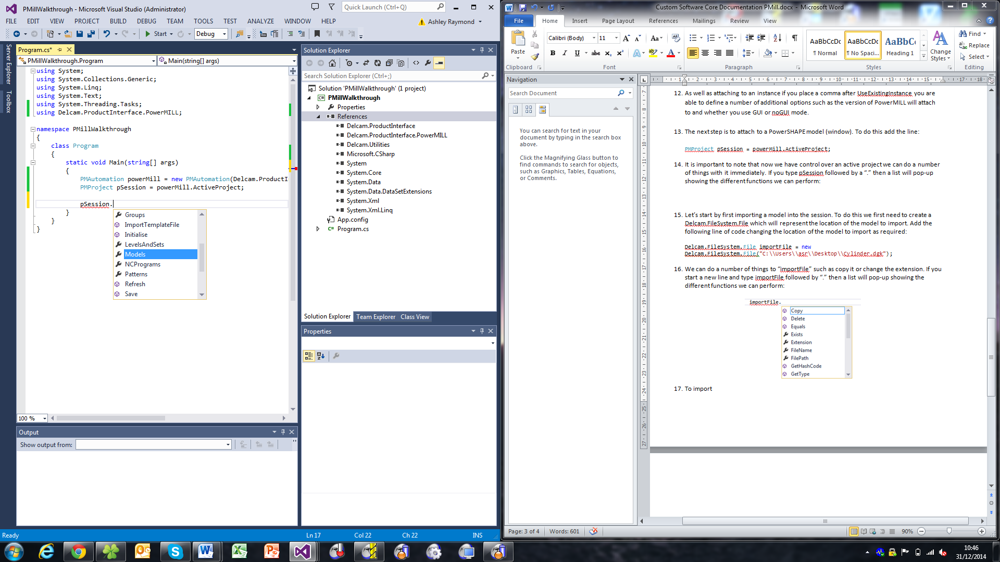 PMillWalkthrough - Microsoft Visual Studio (Administrator)
Quick Launch (Ctrl+Q)
FILE EDIT VIEW PROJECT BUILD DEBUG TEAM TOOLS TEST ANALYZE WINDOW HELP
Ashley Raymond
Start Debug
Server Explorer
Toolbox
Program.cs*
PMillWalkthrough.Program
Main(string[] args)
using System;
using System.Collections.Generic;
using System.Linq;
using System.Text;
using System.Threading.Tasks;
using Delcam.ProductInterface.PowerMILL;
namespace PMillWalkthrough
{
class Program
{
static void Main(string[] args)
{
PMAutomation powerMill = new PMAutomation(Delcam.ProductI
PMProject pSession = powerMill.ActiveProject;
pSession.
}
}
}
Groups
ImportTemplateFile
Initialise
LevelsAndSets
Models
NCPrograms
Patterns
Refresh
Save
100 %
Output
Show output from:
Solution Explorer
Search Solution Explorer (Ctrl+;)
Solution 'PMillWalkthrough' (1 project)
PMillWalkthrough
Properties
References
Delcam.ProductInterface
Delcam.ProductInterface.PowerMILL
Delcam.Utilities
Microsoft.CSharp
System
System.Core
System.Data
System.Data.DataSetExtensions
System.Xml
System.Xml.Linq
App.config
Program.cs
Solution Explorer Team Explorer Class View
Properties
Ready
Ln 17 Col 22 Ch 22 INS
Custom Software Core Documentation PMill.docx - Microsoft Word
File Home Insert Page Layout References Mailings Review View
Paste
Clipboard
Calibri (Body) 11
Font
Paragraph
AaBbCcDc AaBbCcDc AaBbC
¶ Normal ¶ No Spaci... Heading 1
Change Styles
Styles
Find
Replace
Select
Editing
Navigation
Search Document
You can search for text in your
document by typing in the search box
above.
Click the Magnifying Glass button to
find commands to search for objects,
such as Graphics, Tables, Equations,
or Comments.
12. As well as attaching to an instance if you place a comma after UseExistingInstance you are
able to define a number of additional options such as the version of PowerMILL will attach
to and whether you use GUI or noGUI mode.
13. The next step is to attach to a PowerSHAPE model (window). To do this add the line:
PMProject pSession = powerMill.ActiveProject;
14. It is important to note that now we have control over an active project we can do a number
of things with it immediately. If you type pSession followed by a “.” then a list will pop-up
showing the different functions we can perform:
15. Let’s start by first importing a model into the session. To do this we first need to create a
Delcam.FileSystem.File which will represent the location of the model to import. Add the
following line of code changing the location of the model to import as required:
Delcam.FileSystem.File importFile = new
Delcam.FileSystem.File("C:\\Users\\asr\\Desktop\\Cylinder.dgk");
16. We can do a number of things to “importFile” such as copy it or change the extension. If you
start a new line and type importFile followed by “.” then a list will pop-up showing the
different functions we can perform:
importFile.
Copy
Delete
Equals
Exists
Extension
FileName
FilePath
GetHashCode
GetType
17. To import
Page: 3 of 4 Words: 601
90%
10:46
31/12/2014